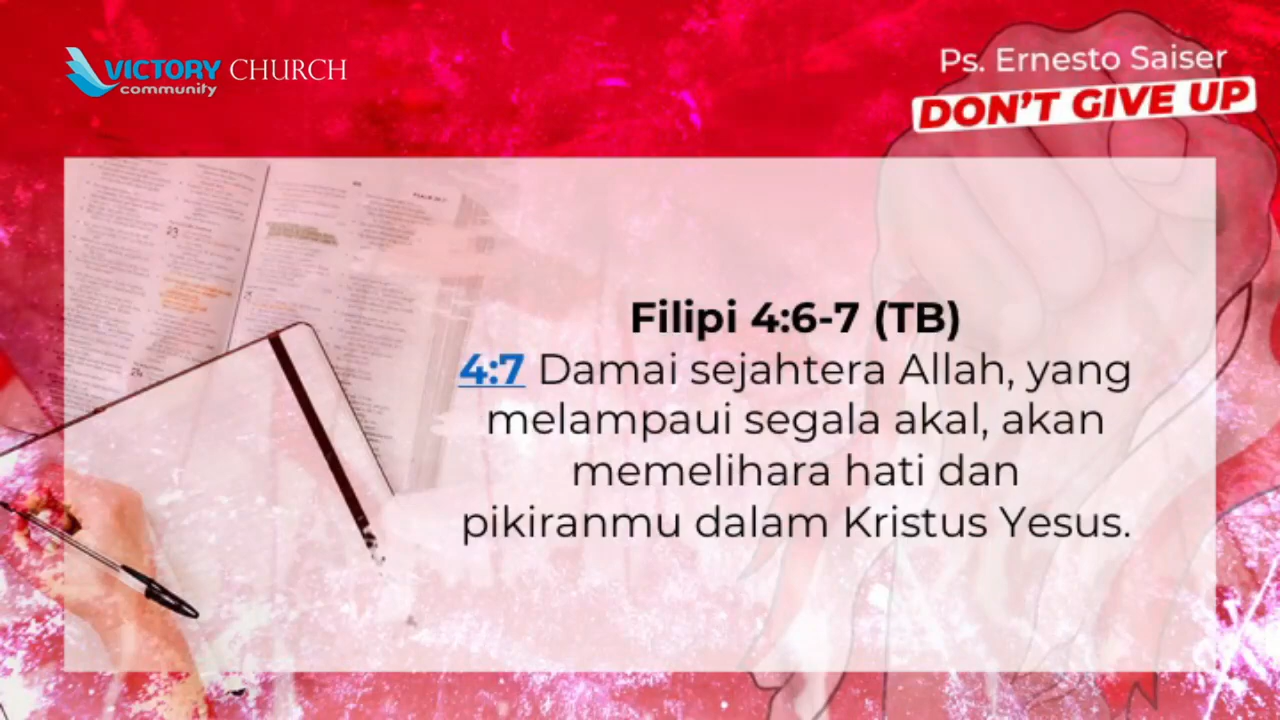 VICTORY CHURCH
community
Ps. Ernesto Saiser
DON'T GIVE UP
Filipi 4:6-7 (TB)
4:7 Damai sejahtera Allah, yang
melampaui segala akal, akan
memelihara hati dan
pikiranmu dalam Kristus Yesus.
23